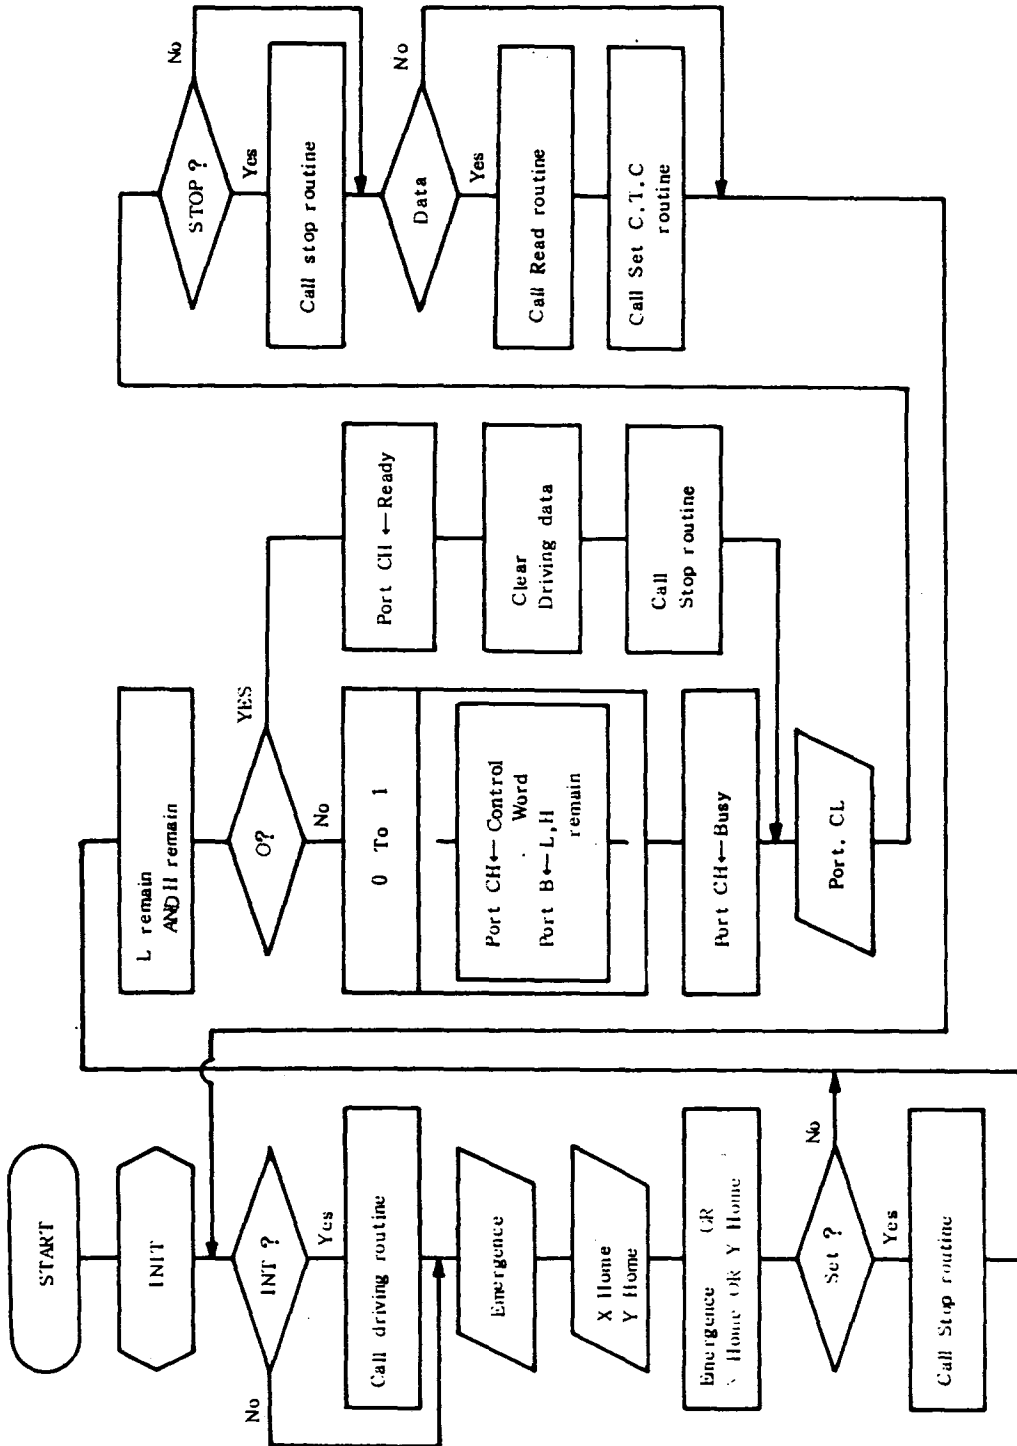 START
INIT
INT ?
No
Yes
Call driving routine
Emergence
X Home
Y Home
Emergence OR
Home OR Y Home
Set ?
No
Yes
Call Stop routine
L remain
AND H remain
O?
YES
No
0 To 1
Port CH←Control
Word
Port B←L,H
remain
Port CH←Busy
Port. CL
Port CH ←Ready
Clear
Driving data
Call
Stop routine
STOP ?
No
Yes
Call stop routine
Data
No
Yes
Call Read routine
Call Set C.T.C
routine